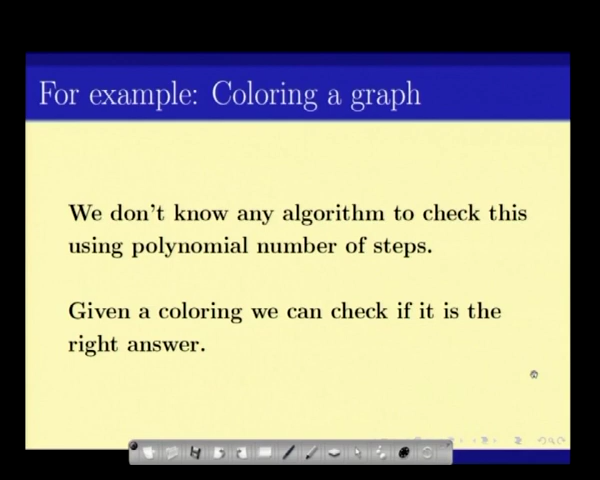 For example: Coloring a graph
We don't know any algorithm to check this
using polynomial number of steps.
Given a coloring we can check if it is the
right answer.